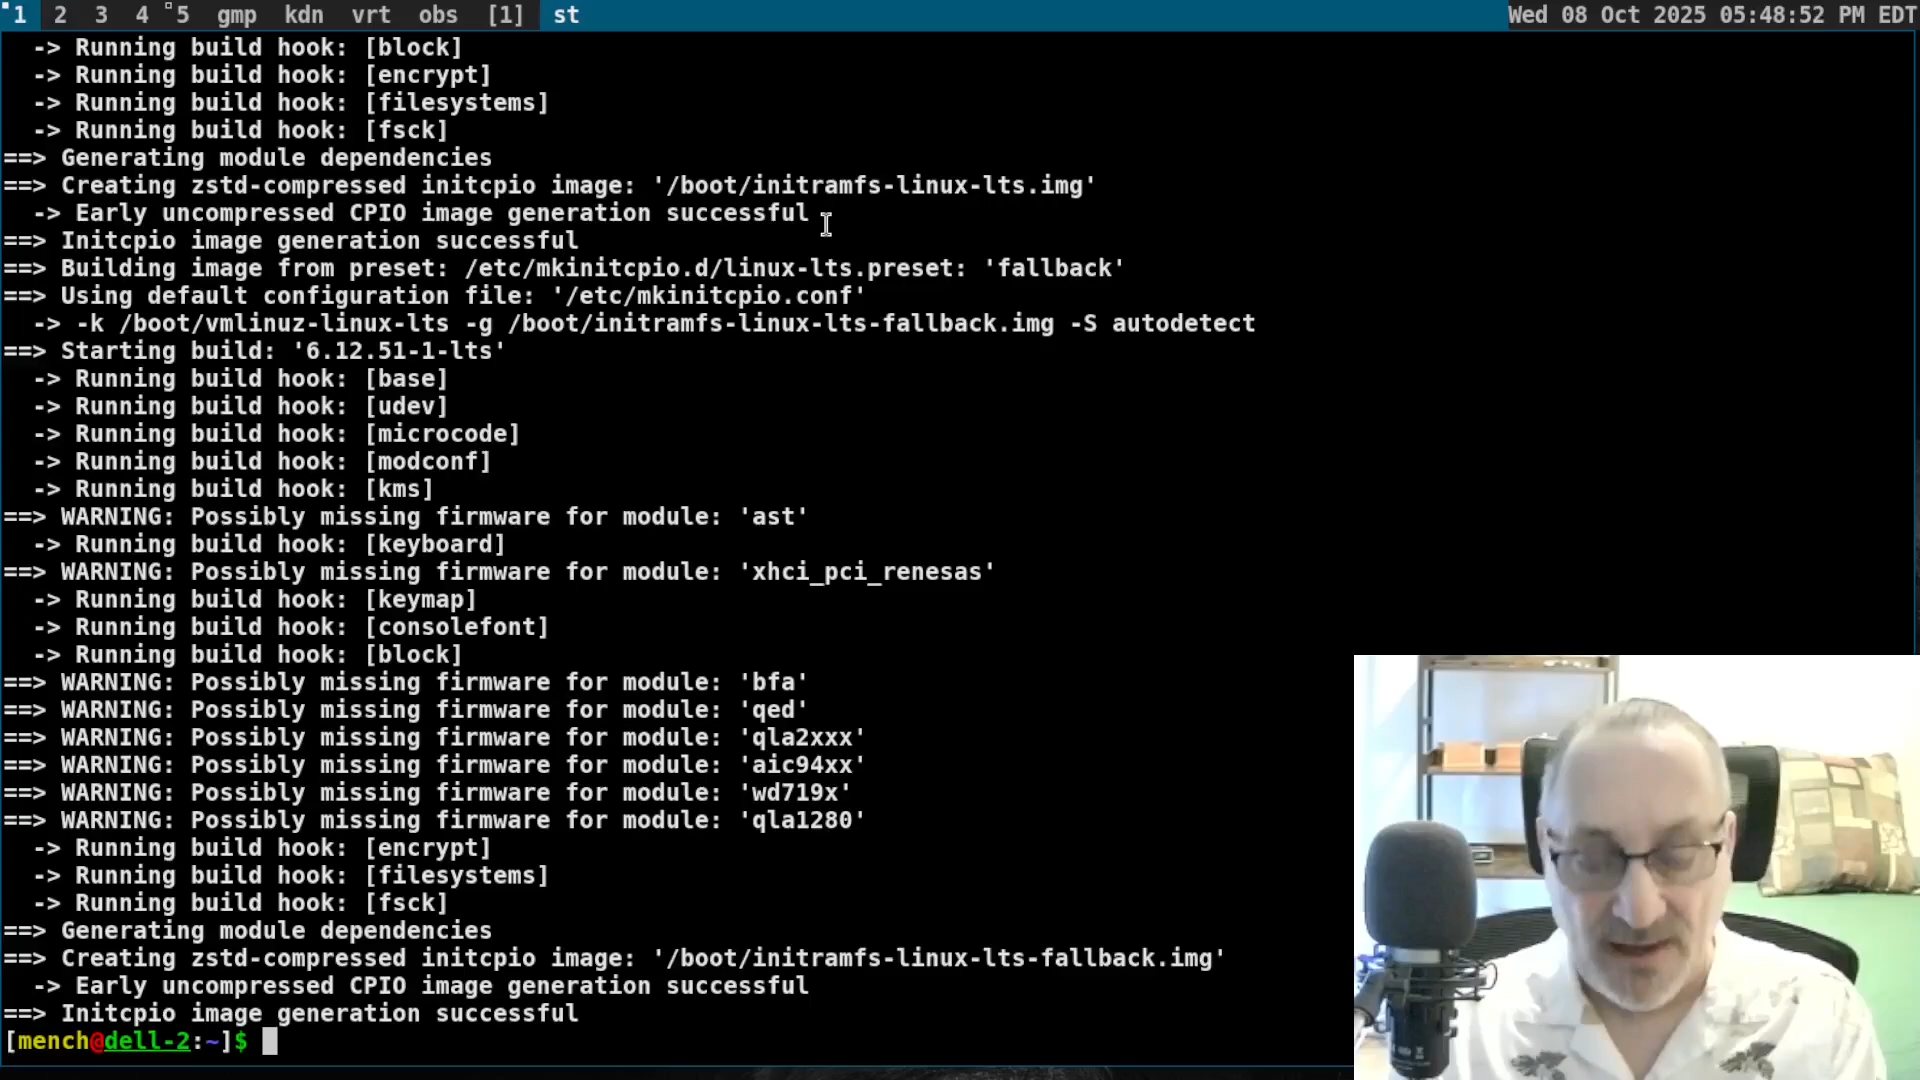 1 2 3 4 5 gmp kdn vrt obs [1] st Wed 08 Oct 2025 05:48:52 PM EDT
-> Running build hook: [block]
-> Running build hook: [encrypt]
-> Running build hook: [filesystems]
-> Running build hook: [fsck]
==> Generating module dependencies
==> Creating zstd-compressed initcpio image: '/boot/initramfs-linux-lts.img'
-> Early uncompressed CPIO image generation successful
==> Initcpio image generation successful
==> Building image from preset: /etc/mkinitcpio.d/linux-lts.preset: 'fallback'
==> Using default configuration file: '/etc/mkinitcpio.conf'
-> -k /boot/vmlinuz-linux-lts -g /boot/initramfs-linux-lts-fallback.img -S autodetect
==> Starting build: '6.12.51-1-lts'
-> Running build hook: [base]
-> Running build hook: [udev]
-> Running build hook: [microcode]
-> Running build hook: [modconf]
-> Running build hook: [kms]
==> WARNING: Possibly missing firmware for module: 'ast'
-> Running build hook: [keyboard]
==> WARNING: Possibly missing firmware for module: 'xhci_pci_renesas'
-> Running build hook: [keymap]
-> Running build hook: [consolefont]
-> Running build hook: [block]
==> WARNING: Possibly missing firmware for module: 'bfa'
==> WARNING: Possibly missing firmware for module: 'qed'
==> WARNING: Possibly missing firmware for module: 'qla2xxx'
==> WARNING: Possibly missing firmware for module: 'aic94xx'
==> WARNING: Possibly missing firmware for module: 'wd719x'
==> WARNING: Possibly missing firmware for module: 'qla1280'
-> Running build hook: [encrypt]
-> Running build hook: [filesystems]
-> Running build hook: [fsck]
==> Generating module dependencies
==> Creating zstd-compressed initcpio image: '/boot/initramfs-linux-lts-fallback.img'
-> Early uncompressed CPIO image generation successful
==> Initcpio image generation successful
[mench@dell-2:~]$